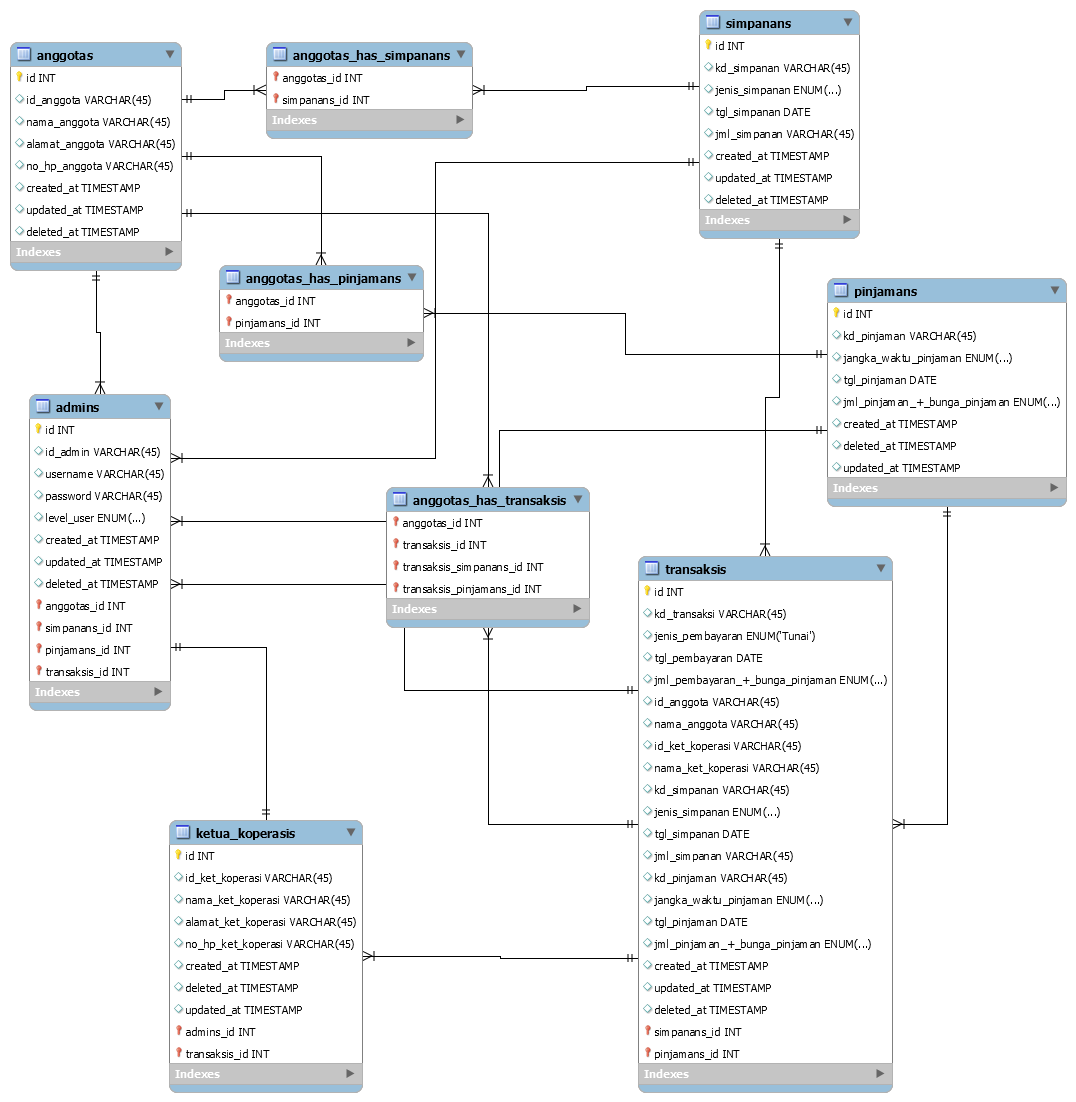 anggotas
id INT
id_anggota VARCHAR(45)
nama_anggota VARCHAR(45)
alamat_anggota VARCHAR(45)
no_hp_anggota VARCHAR(45)
created_at TIMESTAMP
updated_at TIMESTAMP
deleted_at TIMESTAMP
Indexes
anggotas_has_simpanans
anggotas_id INT
simpanans_id INT
Indexes
simpanans
id INT
kd_simpanan VARCHAR(45)
jenis_simpanan ENUM(...)
tgl_simpanan DATE
jml_simpanan VARCHAR(45)
created_at TIMESTAMP
updated_at TIMESTAMP
deleted_at TIMESTAMP
Indexes
anggotas_has_pinjamans
anggotas_id INT
pinjamans_id INT
Indexes
pinjamans
id INT
kd_pinjaman VARCHAR(45)
jangka_waktu_pinjaman ENUM(...)
tgl_pinjaman DATE
jml_pinjaman_+_bunga_pinjaman ENUM(...)
created_at TIMESTAMP
deleted_at TIMESTAMP
updated_at TIMESTAMP
Indexes
admins
id INT
id_admin VARCHAR(45)
username VARCHAR(45)
password VARCHAR(45)
level_user ENUM(...)
created_at TIMESTAMP
updated_at TIMESTAMP
deleted_at TIMESTAMP
anggotas_id INT
simpanans_id INT
pinjamans_id INT
transaksis_id INT
Indexes
anggotas_has_transaksis
anggotas_id INT
transaksis_id INT
transaksis_simpanans_id INT
transaksis_pinjamans_id INT
Indexes
transaksis
id INT
kd_transaksi VARCHAR(45)
jenis_pembayaran ENUM('Tunai')
tgl_pembayaran DATE
jml_pembayaran_+_bunga_pinjaman ENUM(...)
id_anggota VARCHAR(45)
nama_anggota VARCHAR(45)
id_ket_koperasi VARCHAR(45)
nama_ket_koperasi VARCHAR(45)
kd_simpanan VARCHAR(45)
jenis_simpanan ENUM(...)
tgl_simpanan DATE
jml_simpanan VARCHAR(45)
kd_pinjaman VARCHAR(45)
jangka_waktu_pinjaman ENUM(...)
tgl_pinjaman DATE
jml_pinjaman_+_bunga_pinjaman ENUM(...)
created_at TIMESTAMP
updated_at TIMESTAMP
deleted_at TIMESTAMP
simpanans_id INT
pinjamans_id INT
Indexes
ketua_koperasis
id INT
id_ket_koperasi VARCHAR(45)
nama_ket_koperasi VARCHAR(45)
alamat_ket_koperasi VARCHAR(45)
no_hp_ket_koperasi VARCHAR(45)
created_at TIMESTAMP
deleted_at TIMESTAMP
updated_at TIMESTAMP
admins_id INT
transaksis_id INT
Indexes